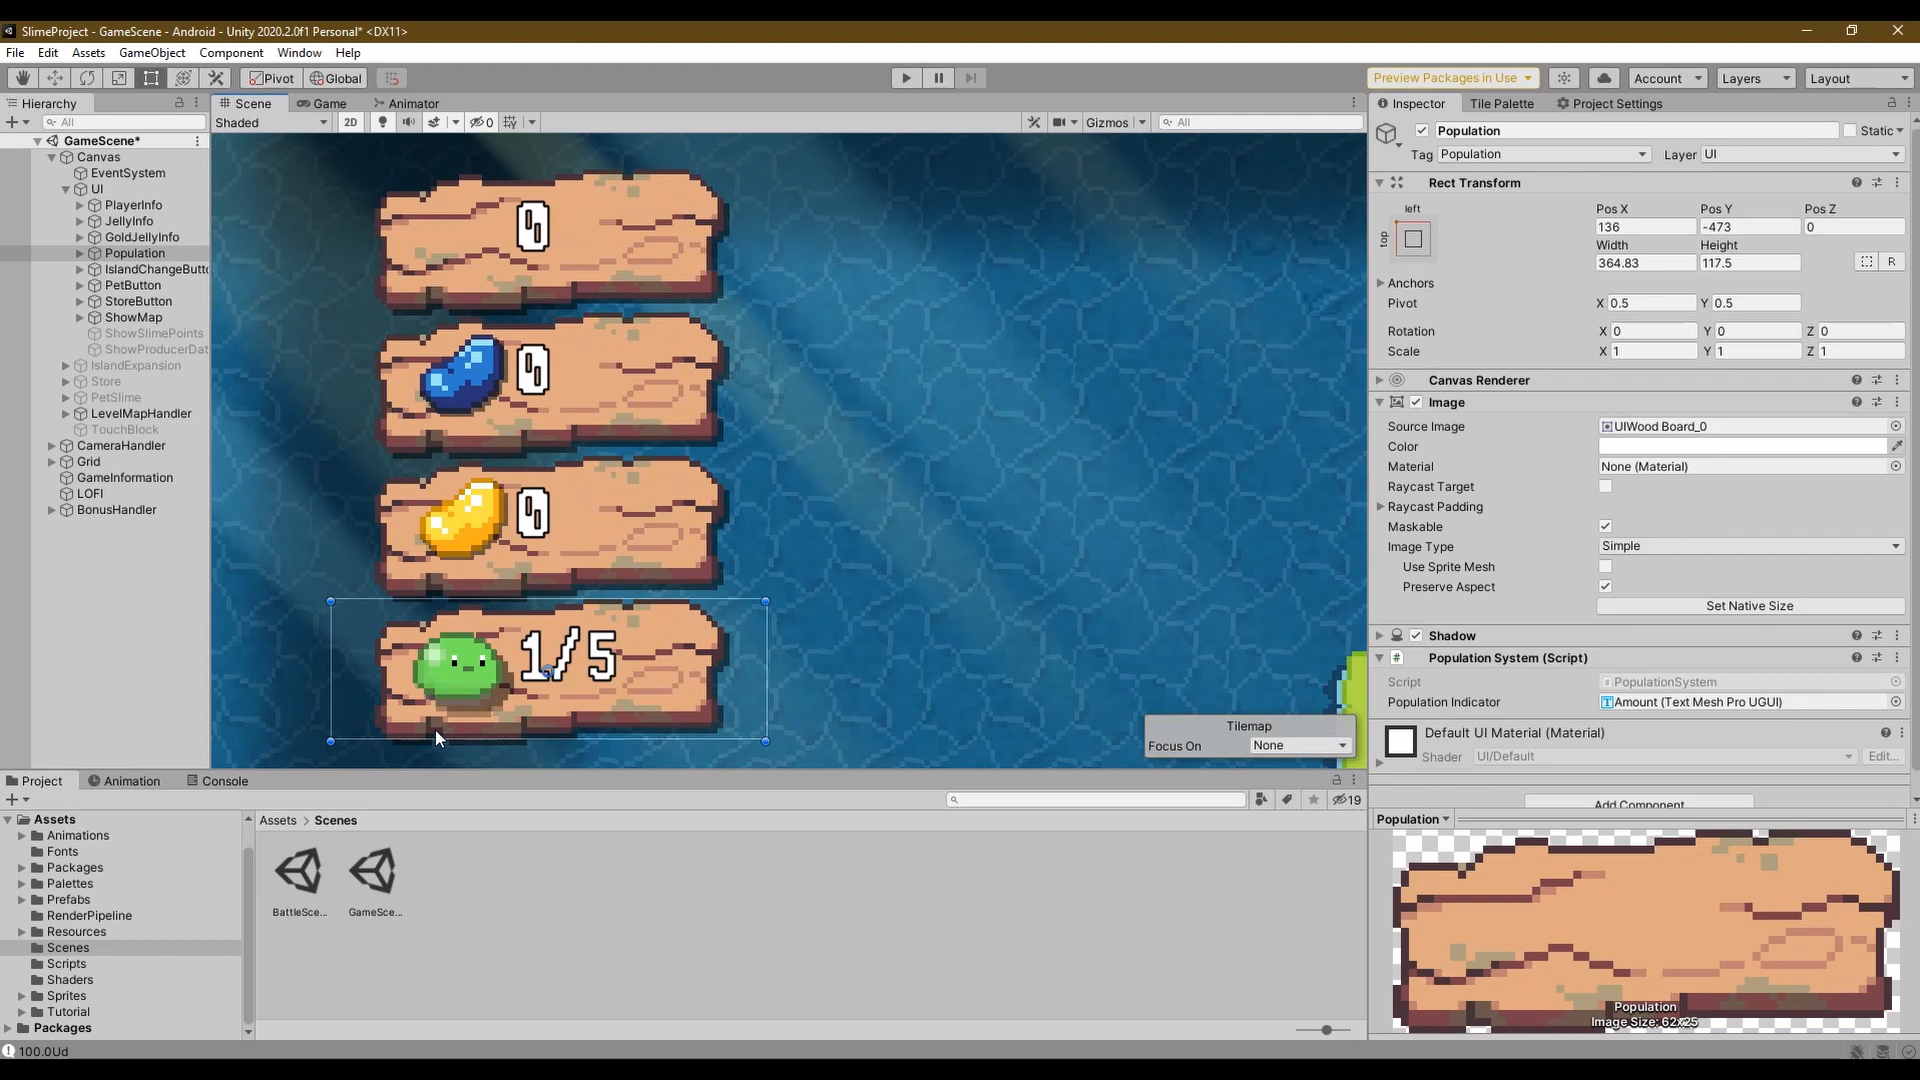 SlimeProject - GameScene - Android - Unity 2020.2.0f1 Personal* <DX11>
File Edit Assets GameObject Component Window Help
Pivot Global Preview Packages in Use Account Layers Layout
Hierarchy Scene Game Animator Inspector Tile Palette Project Settings
All Shaded 2D 0 Gizmos All
Population Static
Tag Population Layer UI
GameScene*
Canvas
EventSystem
UI
PlayerInfo
JellyInfo
GoldJellyInfo
Population
IslandChangeButto
PetButton
StoreButton
ShowMap
ShowSlimePoints
ShowProducerDat
IslandExpansion
Store
PetSlime
LevelMapHandler
TouchBlock
CameraHandler
Grid
GameInformation
LOFI
BonusHandler
0
0
0
1/5
Tilemap
Focus On None
Rect Transform
left
top
Pos X Pos Y Pos Z
136 -473 0
Width Height
364.83 117.5
R
Anchors
Pivot X 0.5 Y 0.5
Rotation X 0 Y 0 Z 0
Scale X 1 Y 1 Z 1
Canvas Renderer
Image
Source Image UIWood Board_0
Color
Material None (Material)
Raycast Target
Raycast Padding
Maskable
Image Type Simple
Use Sprite Mesh
Preserve Aspect
Set Native Size
Shadow
# Population System (Script)
Script # PopulationSystem
Population Indicator Amount (Text Mesh Pro UGUI)
Default UI Material (Material)
Shader UI/Default Edit...
Add Component
Population
Population
Image Size: 62x25
Project Animation Console
19
Assets
Animations
Fonts
Packages
Palettes
Prefabs
RenderPipeline
Resources
Scenes
Scripts
Shaders
Sprites
Tutorial
Packages
Assets > Scenes
BattleSce... GameSce...
100.0Ud